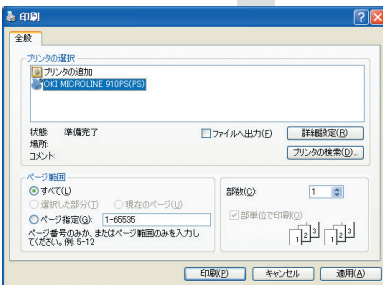 印刷
全般
プリンタの選択
プリンタの追加
OKI MICROLINE 910PS(PS)
状態: 準備完了
場所:
コメント:
ファイルへ出力(F)
詳細設定(R)
プリンタの検索(D)...
ページ範囲
すべて(L)
選択した部分(T)
現在のページ(U)
ページ指定(G): 1-65535
ページ番号のみか、またはページ範囲のみを入力し
てください。例: 5-12
部数(C): 1
部単位で印刷(O)
1 2 3 1 2 3
印刷(P)
キャンセル
適用(A)